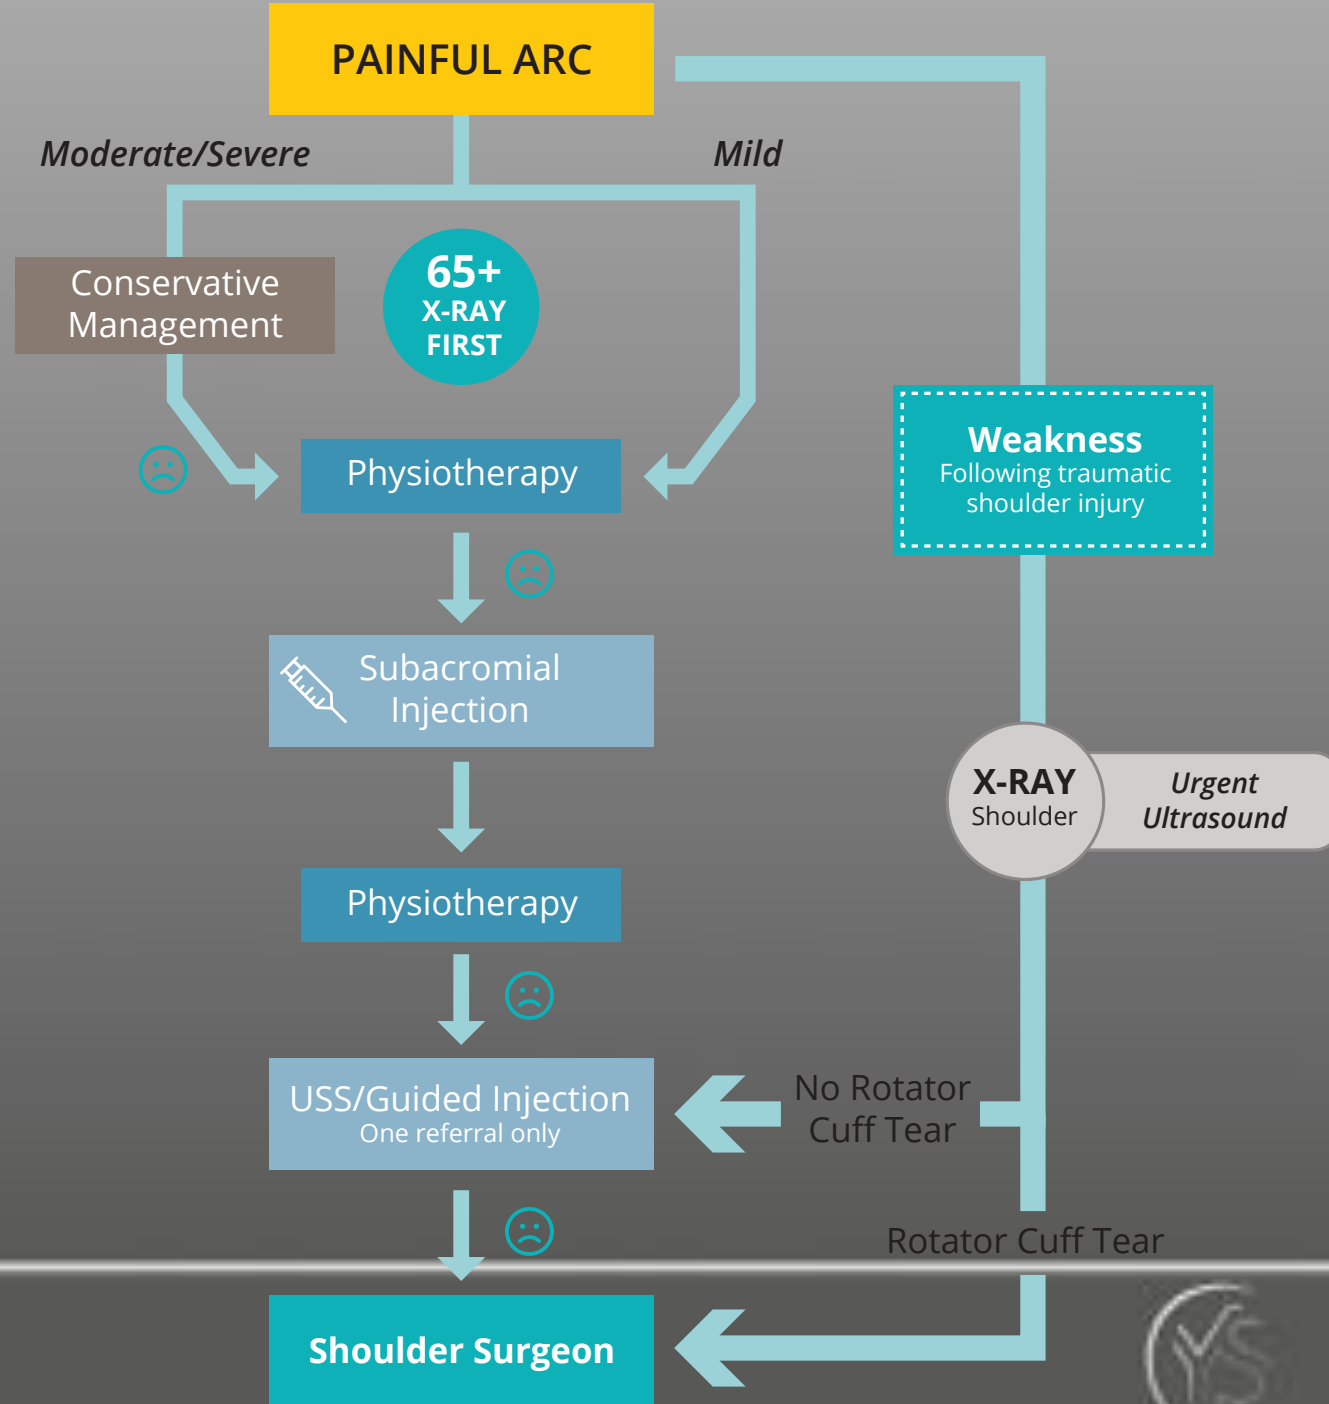 PAINFUL ARC
Moderate/Severe
Mild
Conservative
Management
65+
X-RAY
FIRST
Physiotherapy
Weakness
Following traumatic
shoulder injury
Subacromial
Injection
X-RAY
Shoulder
Urgent
Ultrasound
Physiotherapy
USS/Guided Injection
One referral only
No Rotator
Cuff Tear
Rotator Cuff Tear
Shoulder Surgeon
YS